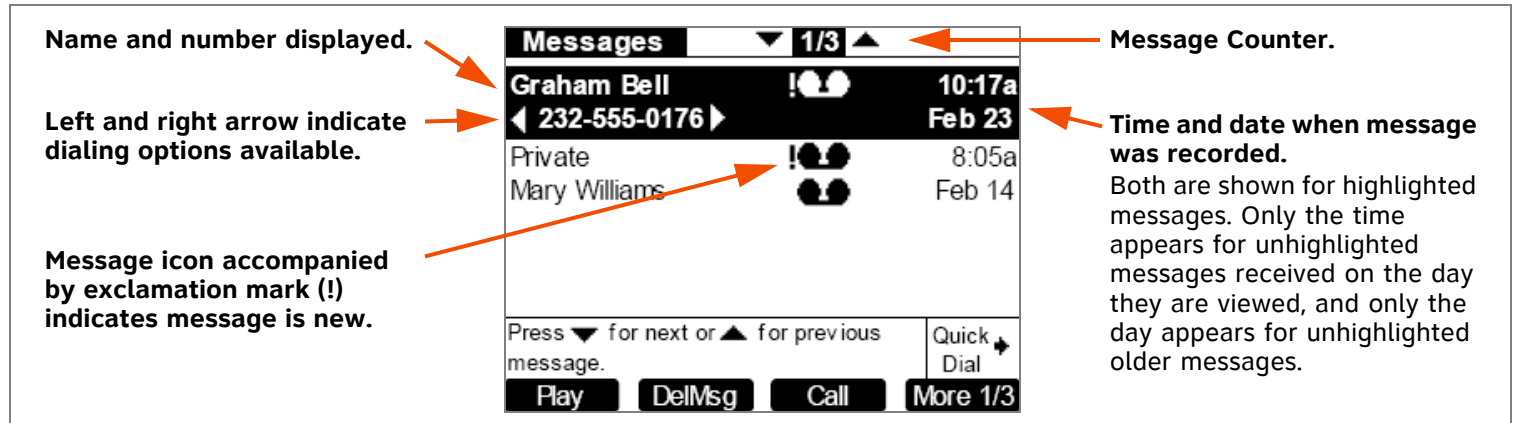 Name and number displayed.
Left and right arrow indicate
dialing options available.
Message icon accompanied
by exclamation mark (!)
indicates message is new.
Messages ▼ 1/3 ▲
Graham Bell ! 10:17a
◀ 232-555-0176 ▶ Feb 23
Private ! 8:05a
Mary Williams Feb 14
Press ▼ for next or ▲ for previous
message.
Quick
Dial
Play DelMsg Call More 1/3
Message Counter.
Time and date when message
was recorded.
Both are shown for highlighted
messages. Only the time
appears for unhighlighted
messages received on the day
they are viewed, and only the
day appears for unhighlighted
older messages.